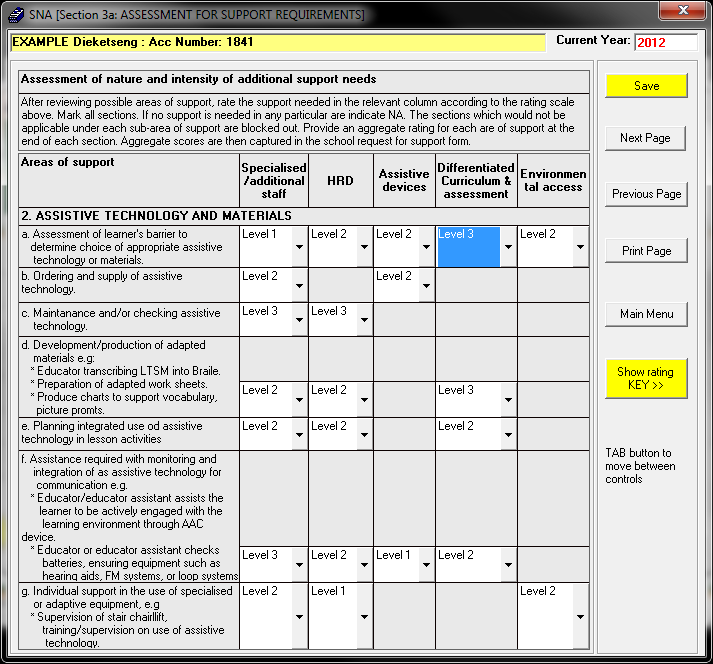 SNA [Section 3a: ASSESSMENT FOR SUPPORT REQUIREMENTS]
EXAMPLE Dieketseng : Acc Number: 1841
Current Year: 2012
Assessment of nature and intensity of additional support needs
After reviewing possible areas of support, rate the support needed in the relevant column according to the rating scale
above. Mark all sections. If no support is needed in any particular are indicate NA. The sections which would not be
applicable under each sub-area of support are blocked out. Provide an aggregate rating for each are of support at the
end of each section. Aggregate scores are then captured in the school request for support form.
Areas of support
Specialised
/additional
staff
HRD
Assistive
devices
Differentiated
Curriculum &
assessment
Environmen
tal access
2. ASSISTIVE TECHNOLOGY AND MATERIALS
a. Assessment of learner's barrier to
determine choice of appropriate assistive
technology or materials.
Level 1
Level 2
Level 2
Level 3
Level 2
b. Ordering and supply of assistive
technology.
Level 2
Level 2
c. Maintanance and/or checking assistive
technology.
Level 3
Level 3
d. Development/production of adapted
materials e.g:
* Educator transcribing LTSM into Braile.
* Preparation of adapted work sheets.
* Produce charts to support vocabulary,
picture promts.
Level 2
Level 2
Level 3
e. Planning integrated use od assistive
technology in lesson activities
Level 2
Level 2
Level 2
f. Assistance required with monitoring and
integration of as assistive technology for
communication e.g.
* Educator/educator assistant assists the
learner to be actively engaged with the
learning environment through AAC
device.
* Educator or educator assistant checks
batteries, ensuring equipment such as
hearing aids, FM systems, or loop systems
Level 3
Level 2
Level 1
Level 2
g. Individual support in the use of specialised
or adaptive equipment, e.g
* Supervision of stair chairllift,
training/supervision on use of assistive
technology.
Level 2
Level 1
Level 2
Save
Next Page
Previous Page
Print Page
Main Menu
Show rating
KEY >>
TAB button to
move between
controls